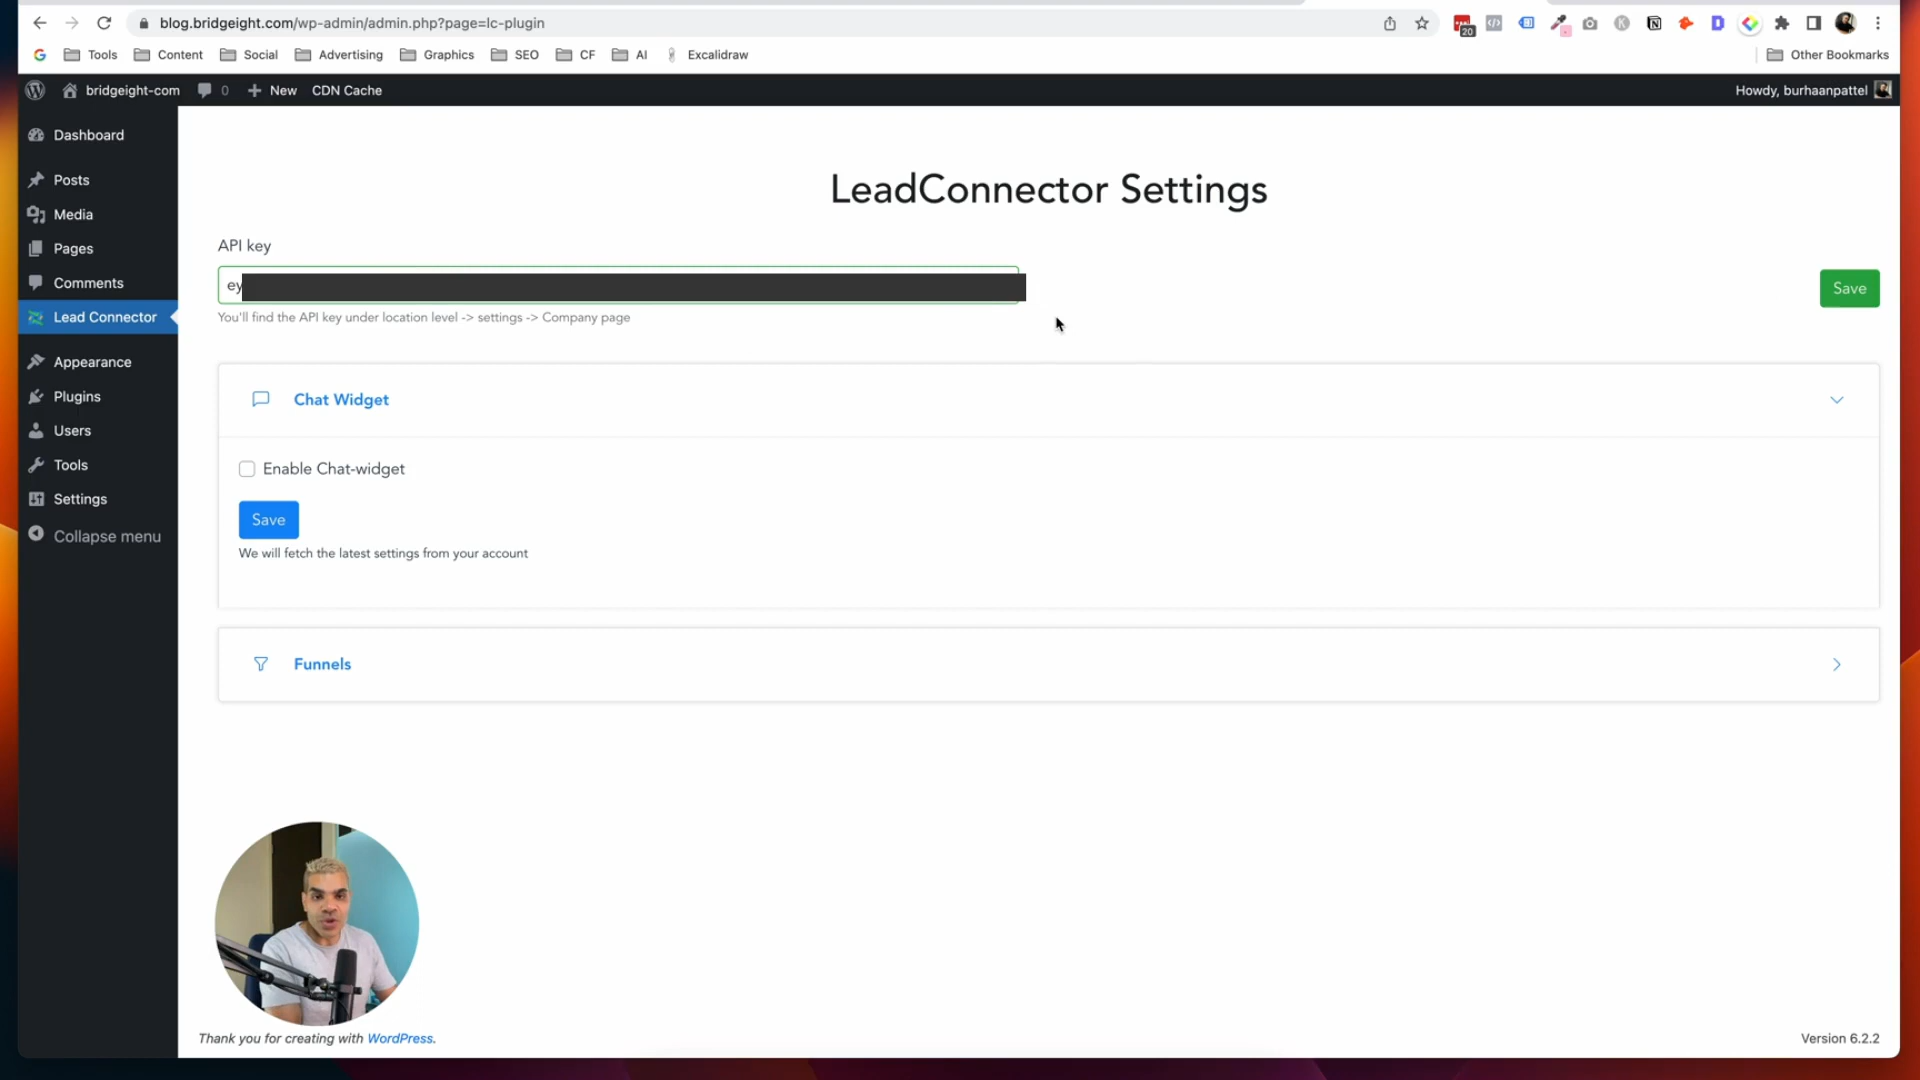 blog.bridgeight.com/wp-admin/admin.php?page=lc-plugin
20
G Tools Content Social Advertising Graphics SEO CF AI Excalidraw Other Bookmarks
bridgeight-com 0 New CDN Cache Howdy, burhaanpattel
Dashboard
Posts
Media
Pages
Comments
Lead Connector
Appearance
Plugins
Users
Tools
Settings
Collapse menu
LeadConnector Settings
API key
ey
Save
You'll find the API key under location level -> settings -> Company page
Chat Widget
Enable Chat-widget
Save
We will fetch the latest settings from your account
Funnels
Thank you for creating with WordPress.
Version 6.2.2